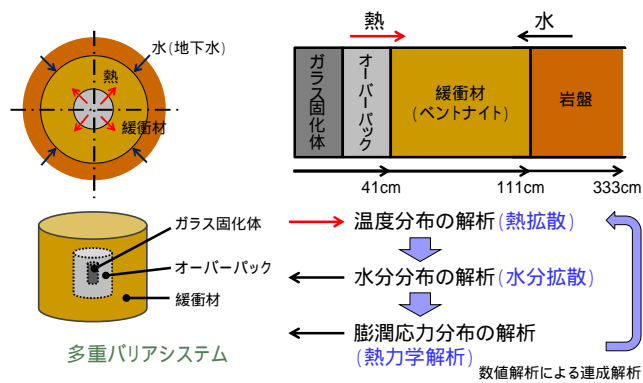 水(地下水)
熱
緩衝材
熱
水
ガラス固化体
オーバーパック
緩衝材
(ベントナイト)
岩盤
41cm
111cm
333cm
ガラス固化体
オーバーパック
緩衝材
多重バリアシステム
温度分布の解析(熱拡散)
水分分布の解析(水分拡散)
膨潤応力分布の解析
(熱力学解析)
数値解析による連成解析